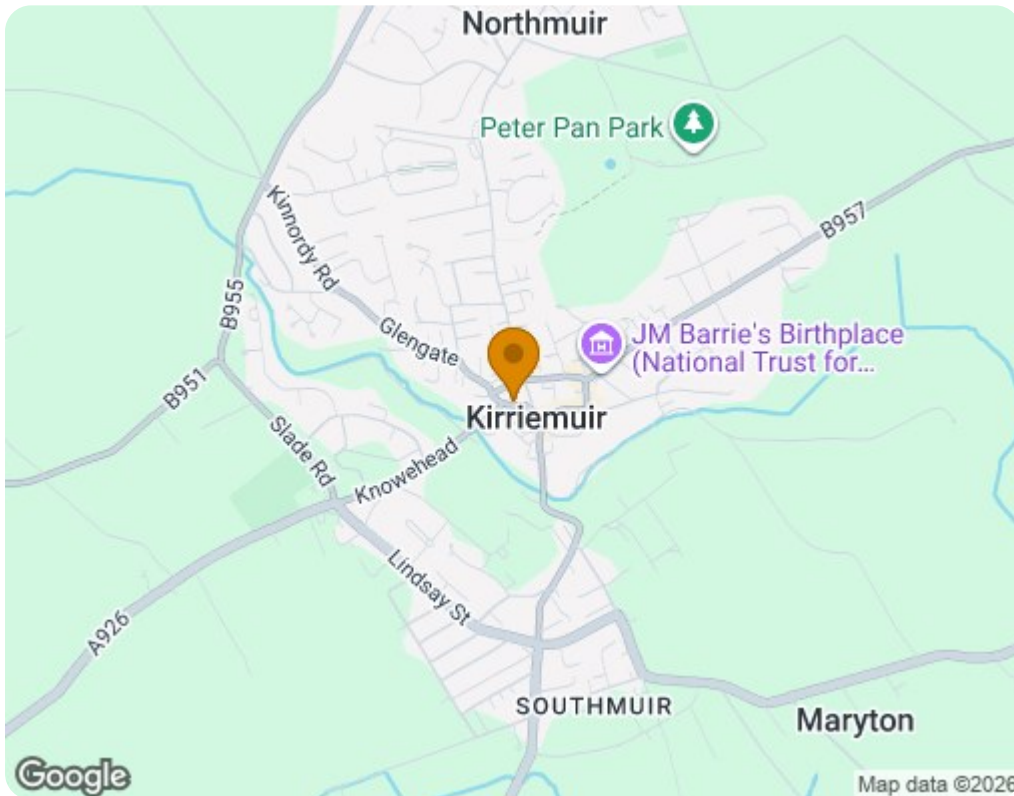 Northmuir
Peter Pan Park
B957
Kinnordy Rd
B955
Glengate
JM Barrie's Birthplace
(National Trust for...
B951
Kirriemuir
Slade Rd
Knowehead
Lindsay St
A926
SOUTHMUIR
Maryton
Google
Map data ©2026